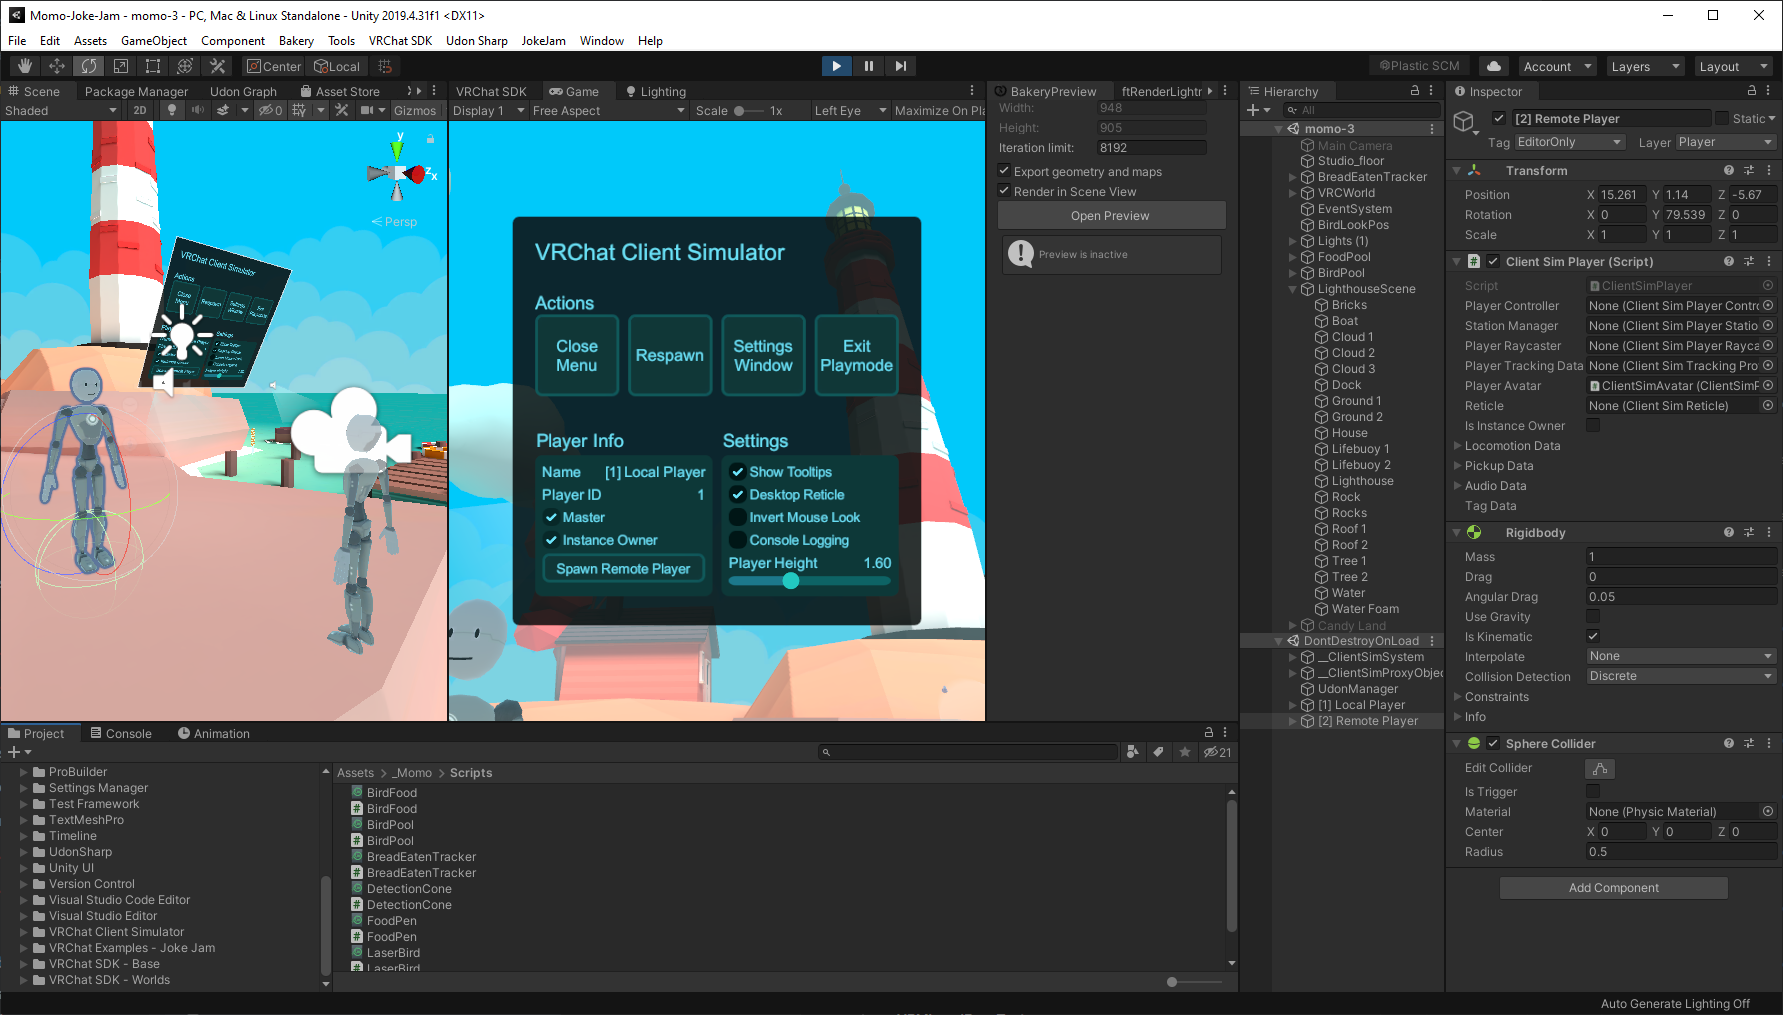 Momo-Joke-Jam - momo-3 - PC, Mac & Linux Standalone - Unity 2019.4.31f1 <DX11>
File Edit Assets GameObject Component Bakery Tools VRChat SDK Udon Sharp JokeJam Window Help
Center Local Plastic SCM Account Layers Layout
Scene Package Manager Udon Graph Asset Store
Shaded 2D 0 Gizmos
y
z
x
Persp
VRChat Client Simulator
Actions
Close Menu
Respawn
Settings Window
VRChat SDK Game Lighting
Display 1 Free Aspect Scale 1x Left Eye Maximize On Pl
VRChat Client Simulator
Actions
Close Menu
Respawn
Settings Window
Exit Playmode
Player Info
Name [1] Local Player
Player ID 1
Master
Instance Owner
Spawn Remote Player
Settings
Show Tooltips
Desktop Reticle
Invert Mouse Look
Console Logging
Player Height 1.60
BakeryPreview ftRenderLightr
Width: 948
Height: 905
Iteration limit: 8192
Export geometry and maps
Render in Scene View
Open Preview
Preview is inactive
Hierarchy
All
momo-3
Main Camera
Studio_floor
BreadEatenTracker
VRCWorld
EventSystem
BirdLookPos
Lights (1)
FoodPool
BirdPool
LighthouseScene
Bricks
Boat
Cloud 1
Cloud 2
Cloud 3
Dock
Ground 1
Ground 2
House
Lifebuoy 1
Lifebuoy 2
Lighthouse
Rock
Rocks
Roof 1
Roof 2
Tree 1
Tree 2
Water
Water Foam
Candy Land
DontDestroyOnLoad
__ClientSimSystem
__ClientSimProxyObjec
UdonManager
[1] Local Player
[2] Remote Player
Inspector
[2] Remote Player Static
Tag EditorOnly Layer Player
Transform
Position X 15.261 Y 1.14 Z -5.67
Rotation X 0 Y 79.539 Z 0
Scale X 1 Y 1 Z 1
Client Sim Player (Script)
Script ClientSimPlayer
Player Controller None (Client Sim Player Contro
Station Manager None (Client Sim Player Statio
Player Raycaster None (Client Sim Player Rayca
Player Tracking Data None (Client Sim Tracking Pro
Player Avatar ClientSimAvatar (ClientSimP
Reticle None (Client Sim Reticle)
Is Instance Owner
Locomotion Data
Pickup Data
Audio Data
Tag Data
Rigidbody
Mass 1
Drag 0
Angular Drag 0.05
Use Gravity
Is Kinematic
Interpolate None
Collision Detection Discrete
Constraints
Info
Sphere Collider
Edit Collider
Is Trigger
Material None (Physic Material)
Center X 0 Y 0 Z 0
Radius 0.5
Add Component
Project Console Animation
21
ProBuilder
Settings Manager
Test Framework
TextMeshPro
Timeline
UdonSharp
Unity UI
Version Control
Visual Studio Code Editor
Visual Studio Editor
VRChat Client Simulator
VRChat Examples - Joke Jam
VRChat SDK - Base
VRChat SDK - Worlds
Assets > _Momo > Scripts
BirdFood
BirdFood
BirdPool
BirdPool
BreadEatenTracker
BreadEatenTracker
DetectionCone
DetectionCone
FoodPen
FoodPen
LaserBird
LaserBird
Auto Generate Lighting Off